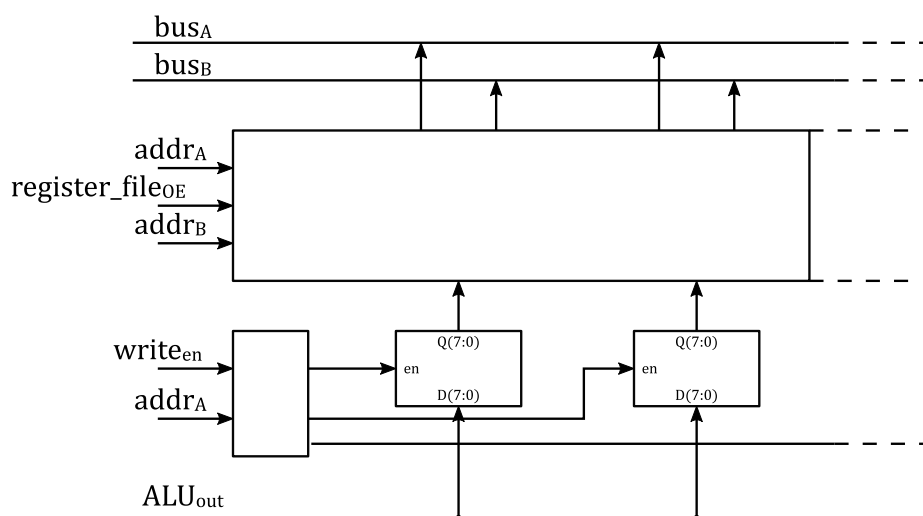 busA
busB
addrA
register_fileOE
addrB
writeen
addrA
ALUout
Q(7:0)
en
D(7:0)
Q(7:0)
en
D(7:0)